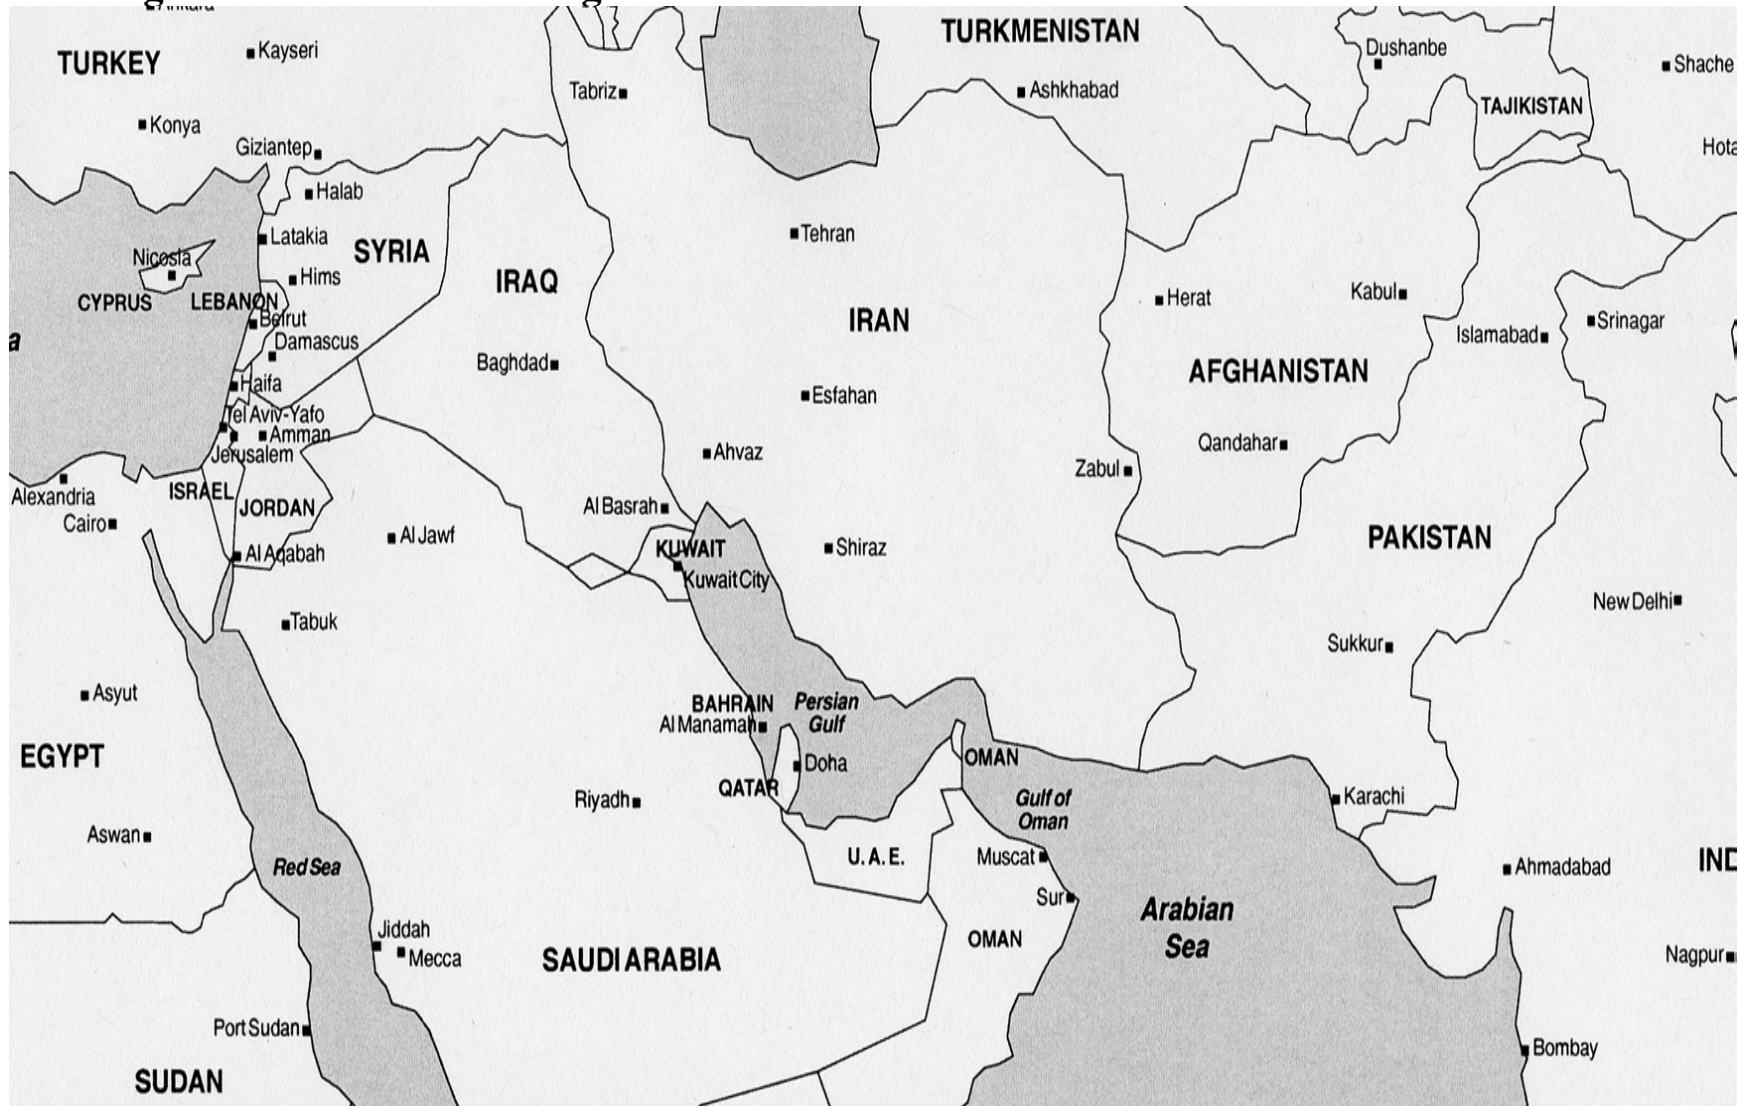 Ankara
TURKEY
Kayseri
Konya
Giziantep
Tabriz
TURKMENISTAN
Ashkhabad
Dushanbe
TAJIKISTAN
Shache
Halab
Latakia
SYRIA
Hims
Nicosia
CYPRUS
LEBANON
Beirut
Damascus
Haifa
Tel Aviv-Yafo
Amman
Jerusalem
ISRAEL
JORDAN
Al Aqabah
Alexandria
Cairo
IRAQ
Baghdad
Al Basrah
Tehran
IRAN
Esfahan
Ahvaz
Shiraz
Herat
Kabul
AFGHANISTAN
Qandahar
Zabul
Islamabad
Srinagar
PAKISTAN
New Delhi
Sukkur
Karachi
KUWAIT
Kuwait City
Al Jawf
Tabuk
Asyut
EGYPT
Aswan
BAHRAIN
Al Manamah
Persian
Gulf
Doha
QATAR
Riyadh
OMAN
Gulf of
Oman
U. A. E.
Muscat
Sur
OMAN
Red Sea
Jiddah
Mecca
SAUDI ARABIA
Arabian
Sea
Port Sudan
SUDAN
Ahmadabad
IND
Nagpur
Bombay